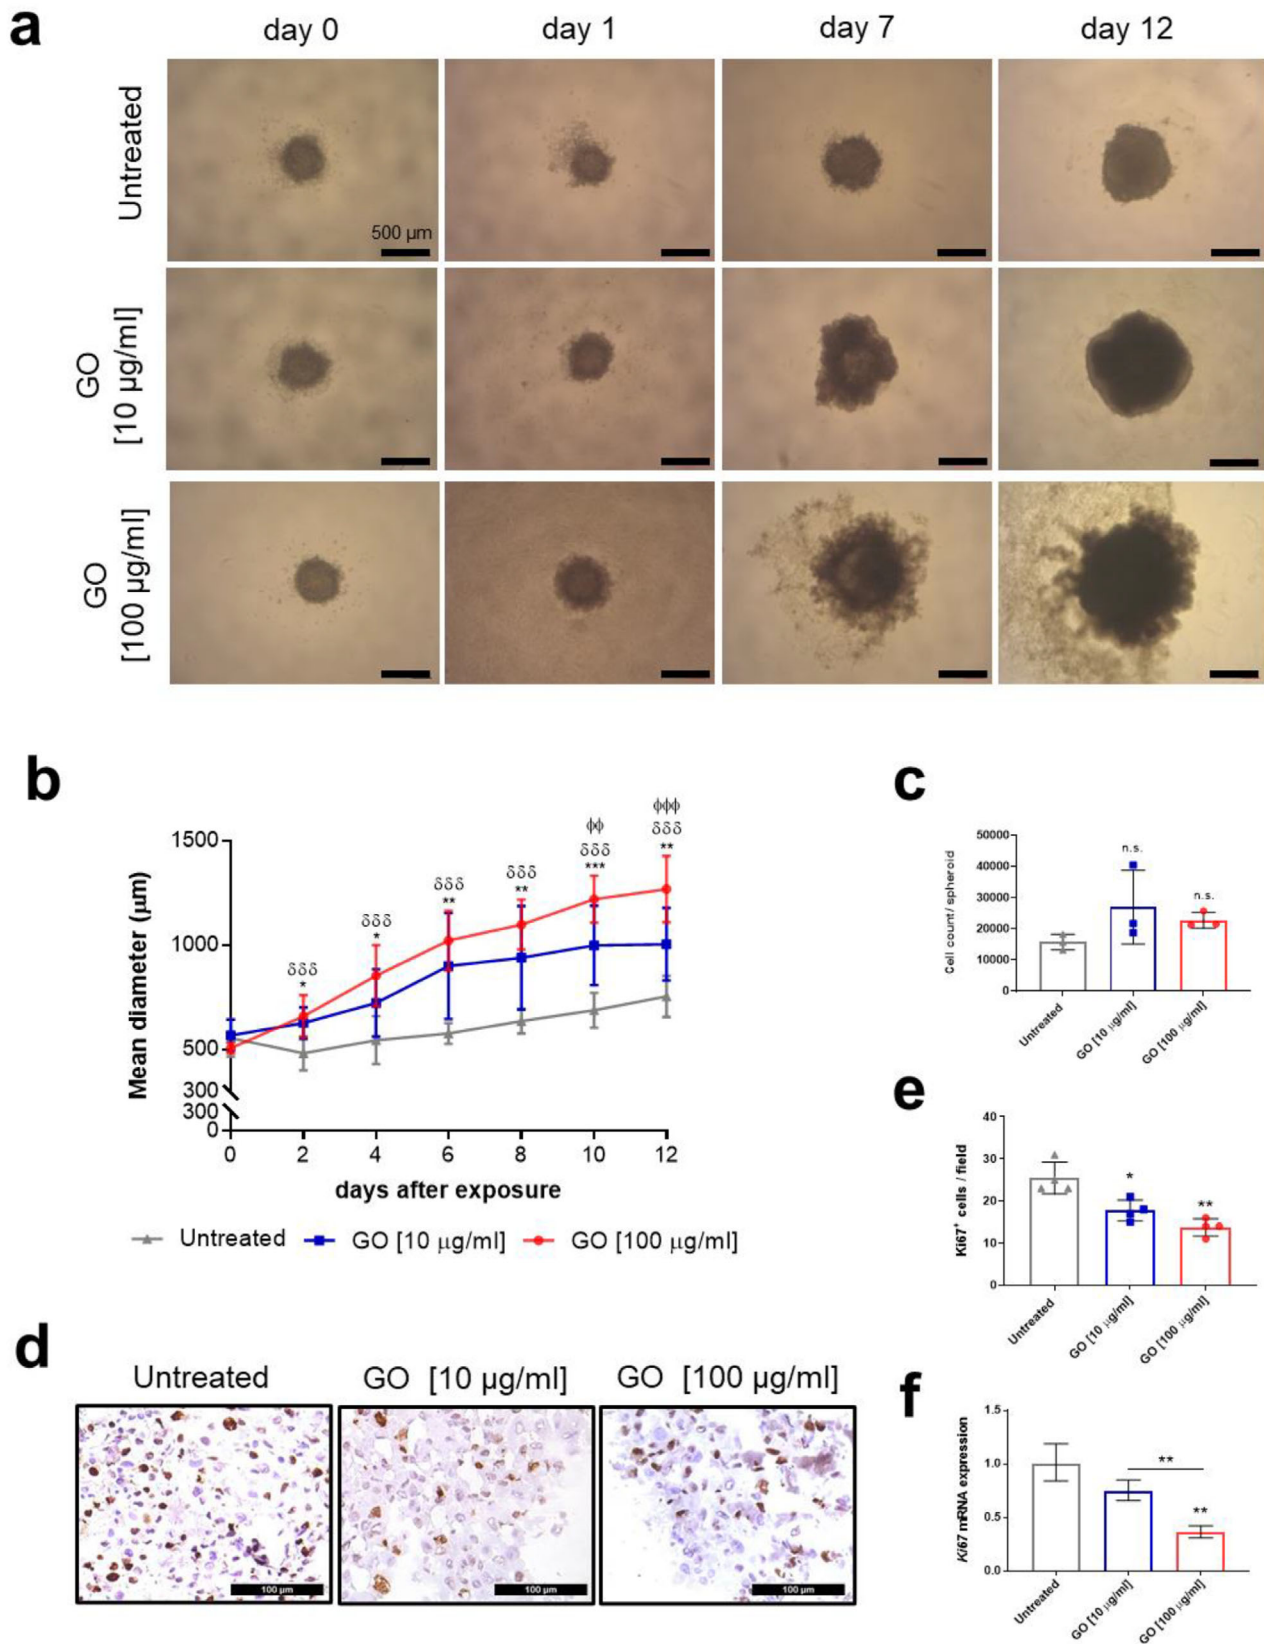 a
day 0
day 1
day 7
day 12
Untreated
500 µm
GO
[10 µg/ml]
GO
[100 µg/ml]
b
1500
1000
500
300
300
0
Mean diameter (µm)
δδδ
*
δδδ
*
δδδ
**
δδδ
**
ϕϕ
δδδ
***
ϕϕϕ
δδδ
**
0 2 4 6 8 10 12
days after exposure
Untreated GO [10 µg/ml] GO [100 µg/ml]
c
50000
40000
30000
20000
10000
0
Cell count/ spheroid
n.s.
n.s.
Untreated
GO [10 µg/ml]
GO [100 µg/ml]
d
Untreated
GO [10 µg/ml]
GO [100 µg/ml]
100 µm
100 µm
100 µm
e
40
30
20
10
0
Ki67⁺ cells / field
*
**
Untreated
GO [10 µg/ml]
GO [100 µg/ml]
f
1.5
1.0
0.5
0.0
Ki67 mRNA expression
**
**
Untreated
GO [10 µg/ml]
GO [100 µg/ml]